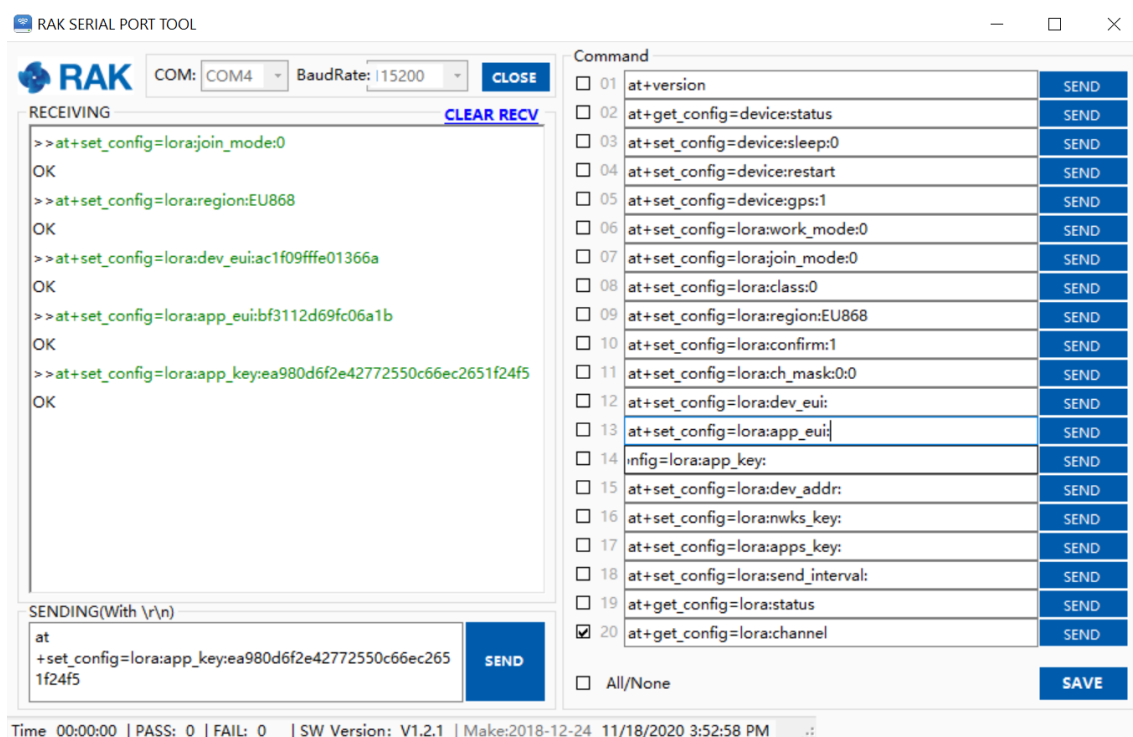 RAK SERIAL PORT TOOL
RAK
COM: COM4 BaudRate: 115200 CLOSE
RECEIVING CLEAR RECV
>>at+set_config=lora:join_mode:0
OK
>>at+set_config=lora:region:EU868
OK
>>at+set_config=lora:dev_eui:ac1f09fffe01366a
OK
>>at+set_config=lora:app_eui:bf3112d69fc06a1b
OK
>>at+set_config=lora:app_key:ea980d6f2e42772550c66ec2651f24f5
OK
SENDING(With \r\n)
at
+set_config=lora:app_key:ea980d6f2e42772550c66ec265
1f24f5
SEND
Command
01 at+version SEND
02 at+get_config=device:status SEND
03 at+set_config=device:sleep:0 SEND
04 at+set_config=device:restart SEND
05 at+set_config=device:gps:1 SEND
06 at+set_config=lora:work_mode:0 SEND
07 at+set_config=lora:join_mode:0 SEND
08 at+set_config=lora:class:0 SEND
09 at+set_config=lora:region:EU868 SEND
10 at+set_config=lora:confirm:1 SEND
11 at+set_config=lora:ch_mask:0:0 SEND
12 at+set_config=lora:dev_eui: SEND
13 at+set_config=lora:app_eui: SEND
14 nfig=lora:app_key: SEND
15 at+set_config=lora:dev_addr: SEND
16 at+set_config=lora:nwks_key: SEND
17 at+set_config=lora:apps_key: SEND
18 at+set_config=lora:send_interval: SEND
19 at+get_config=lora:status SEND
20 at+get_config=lora:channel SEND
All/None SAVE
Time 00:00:00 | PASS: 0 | FAIL: 0 | SW Version: V1.2.1 | Make:2018-12-24 11/18/2020 3:52:58 PM